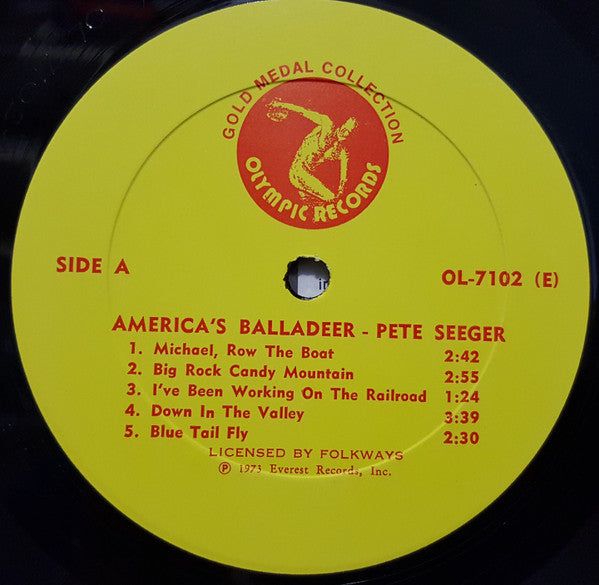 GOLD MEDAL COLLECTION
OLYMPIC RECORDS
SIDE A
OL-7102 (E)
AMERICA'S BALLADEER - PETE SEEGER
1. Michael, Row The Boat 2:42
2. Big Rock Candy Mountain 2:55
3. I've Been Working On The Railroad 1:24
4. Down In The Valley 3:39
5. Blue Tail Fly 2:30
LICENSED BY FOLKWAYS
℗ 1973 Everest Records, Inc.